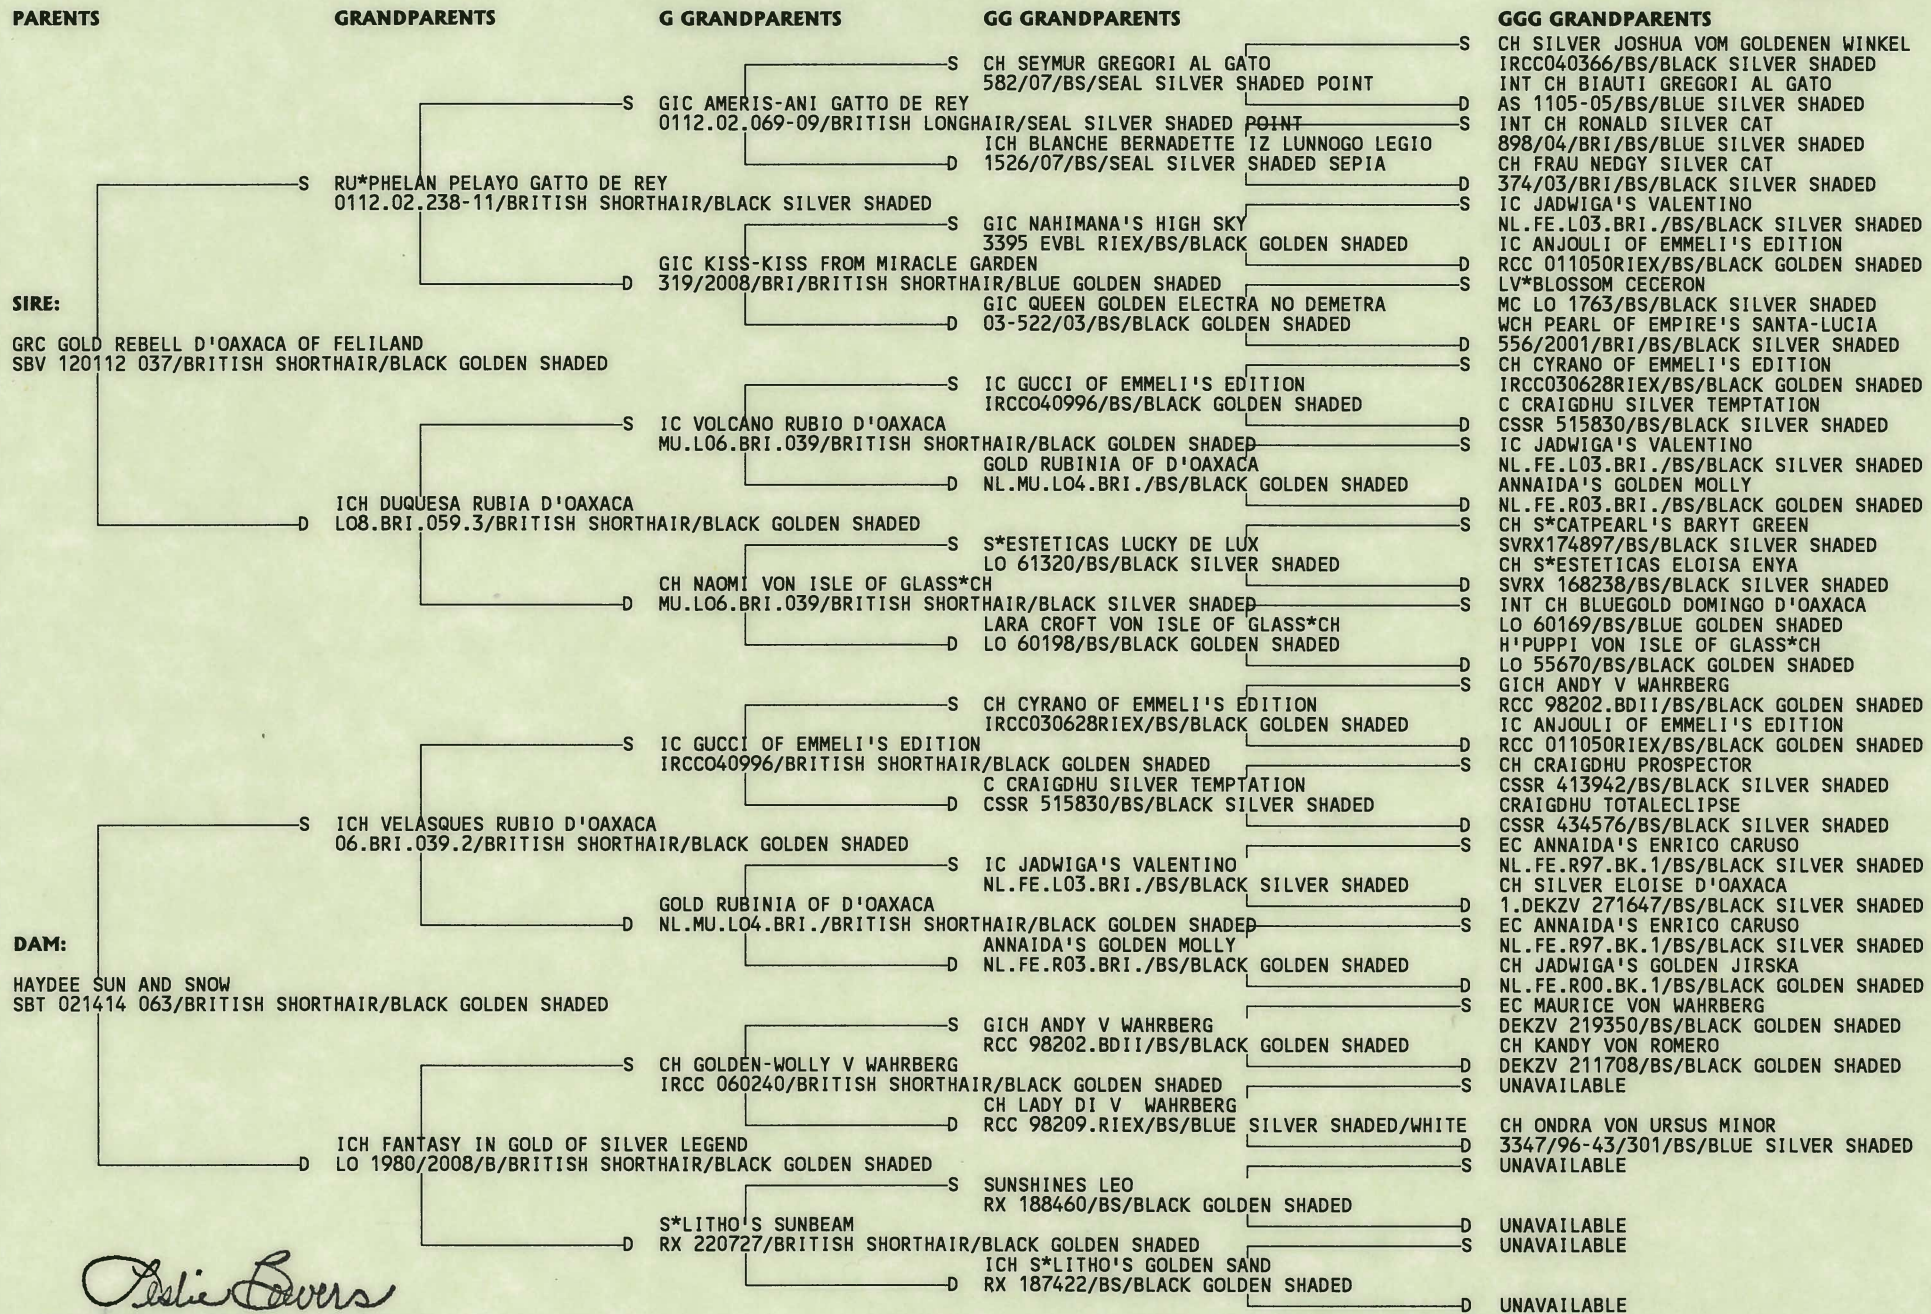 PARENTS GRANDPARENTS G GRANDPARENTS GG GRANDPARENTS GGG GRANDPARENTS
S CH SILVER JOSHUA VOM GOLDENEN WINKEL
S CH SEYMUR GREGORI AL GATO IRCC040366/BS/BLACK SILVER SHADED
582/07/BS/SEAL SILVER SHADED POINT INT CH BIAUTI GREGORI AL GATO
S GIC AMERIS-ANI GATTO DE REY D AS 1105-05/BS/BLUE SILVER SHADED
0112.02.069-09/BRITISH LONGHAIR/SEAL SILVER SHADED POINT S INT CH RONALD SILVER CAT
ICH BLANCHE BERNADETTE IZ LUNNOGO LEGIO 898/04/BRI/BS/BLUE SILVER SHADED
D 1526/07/BS/SEAL SILVER SHADED SEPIA CH FRAU NEDGY SILVER CAT
S RU*PHELAN PELAYO GATTO DE REY D 374/03/BRI/BS/BLACK SILVER SHADED
0112.02.238-11/BRITISH SHORTHAIR/BLACK SILVER SHADED S IC JADWIGA'S VALENTINO
S GIC NAHIMANA'S HIGH SKY NL.FE.L03.BRI./BS/BLACK SILVER SHADED
3395 EVBL RIEX/BS/BLACK GOLDEN SHADED IC ANJOULI OF EMMELI'S EDITION
GIC KISS-KISS FROM MIRACLE GARDEN D RCC 011050RIEX/BS/BLACK GOLDEN SHADED
D 319/2008/BRI/BRITISH SHORTHAIR/BLUE GOLDEN SHADED S LV*BLOSSOM CECERON
SIRE: GIC QUEEN GOLDEN ELECTRA NO DEMETRA MC LO 1763/BS/BLACK SILVER SHADED
D 03-522/03/BS/BLACK GOLDEN SHADED WCH PEARL OF EMPIRE'S SANTA-LUCIA
GRC GOLD REBELL D'OAXACA OF FELILAND D 556/2001/BRI/BS/BLACK SILVER SHADED
SBV 120112 037/BRITISH SHORTHAIR/BLACK GOLDEN SHADED S CH CYRANO OF EMMELI'S EDITION
S IC GUCCI OF EMMELI'S EDITION IRCC030628RIEX/BS/BLACK GOLDEN SHADED
IRCC040996/BS/BLACK GOLDEN SHADED C CRAIGDHU SILVER TEMPTATION
S IC VOLCANO RUBIO D'OAXACA D CSSR 515830/BS/BLACK SILVER SHADED
MU.L06.BRI.039/BRITISH SHORTHAIR/BLACK GOLDEN SHADED S IC JADWIGA'S VALENTINO
GOLD RUBINIA OF D'OAXACA NL.FE.L03.BRI./BS/BLACK SILVER SHADED
D NL.MU.L04.BRI./BS/BLACK GOLDEN SHADED ANNAIDA'S GOLDEN MOLLY
ICH DUQUESA RUBIA D'OAXACA D NL.FE.R03.BRI./BS/BLACK GOLDEN SHADED
D L08.BRI.059.3/BRITISH SHORTHAIR/BLACK GOLDEN SHADED S CH S*CATPEARL'S BARYT GREEN
S S*ESTETICAS LUCKY DE LUX SVRX174897/BS/BLACK SILVER SHADED
LO 61320/BS/BLACK SILVER SHADED CH S*ESTETICAS ELOISA ENYA
CH NAOMI VON ISLE OF GLASS*CH D SVRX 168238/BS/BLACK SILVER SHADED
D MU.L06.BRI.039/BRITISH SHORTHAIR/BLACK SILVER SHADED S INT CH BLUEGOLD DOMINGO D'OAXACA
LARA CROFT VON ISLE OF GLASS*CH LO 60169/BS/BLUE GOLDEN SHADED
D LO 60198/BS/BLACK GOLDEN SHADED H'PUPPI VON ISLE OF GLASS*CH
D LO 55670/BS/BLACK GOLDEN SHADED
S GICH ANDY V WAHRBERG
S CH CYRANO OF EMMELI'S EDITION RCC 98202.BDII/BS/BLACK GOLDEN SHADED
IRCC030628RIEX/BS/BLACK GOLDEN SHADED IC ANJOULI OF EMMELI'S EDITION
S IC GUCCI OF EMMELI'S EDITION D RCC 011050RIEX/BS/BLACK GOLDEN SHADED
IRCC040996/BRITISH SHORTHAIR/BLACK GOLDEN SHADED S CH CRAIGDHU PROSPECTOR
C CRAIGDHU SILVER TEMPTATION CSSR 413942/BS/BLACK SILVER SHADED
D CSSR 515830/BS/BLACK SILVER SHADED CRAIGDHU TOTALECLIPSE
S ICH VELASQUES RUBIO D'OAXACA D CSSR 434576/BS/BLACK SILVER SHADED
06.BRI.039.2/BRITISH SHORTHAIR/BLACK GOLDEN SHADED S EC ANNAIDA'S ENRICO CARUSO
S IC JADWIGA'S VALENTINO NL.FE.R97.BK.1/BS/BLACK SILVER SHADED
NL.FE.L03.BRI./BS/BLACK SILVER SHADED CH SILVER ELOISE D'OAXACA
GOLD RUBINIA OF D'OAXACA D 1.DEKZV 271647/BS/BLACK SILVER SHADED
D NL.MU.L04.BRI./BRITISH SHORTHAIR/BLACK GOLDEN SHADED S EC ANNAIDA'S ENRICO CARUSO
DAM: ANNAIDA'S GOLDEN MOLLY NL.FE.R97.BK.1/BS/BLACK SILVER SHADED
D NL.FE.R03.BRI./BS/BLACK GOLDEN SHADED CH JADWIGA'S GOLDEN JIRSKA
HAYDEE SUN AND SNOW D NL.FE.R00.BK.1/BS/BLACK GOLDEN SHADED
SBT 021414 063/BRITISH SHORTHAIR/BLACK GOLDEN SHADED S EC MAURICE VON WAHRBERG
S GICH ANDY V WAHRBERG DEKZV 219350/BS/BLACK GOLDEN SHADED
RCC 98202.BDII/BS/BLACK GOLDEN SHADED CH KANDY VON ROMERO
S CH GOLDEN-WOLLY V WAHRBERG D DEKZV 211708/BS/BLACK GOLDEN SHADED
IRCC 060240/BRITISH SHORTHAIR/BLACK GOLDEN SHADED S UNAVAILABLE
CH LADY DI V WAHRBERG
D RCC 98209.RIEX/BS/BLUE SILVER SHADED/WHITE CH ONDRA VON URSUS MINOR
ICH FANTASY IN GOLD OF SILVER LEGEND D 3347/96-43/301/BS/BLUE SILVER SHADED
D LO 1980/2008/B/BRITISH SHORTHAIR/BLACK GOLDEN SHADED S UNAVAILABLE
S SUNSHINES LEO
RX 188460/BS/BLACK GOLDEN SHADED
S*LITHO'S SUNBEAM D UNAVAILABLE
D RX 220727/BRITISH SHORTHAIR/BLACK GOLDEN SHADED S UNAVAILABLE
ICH S*LITHO'S GOLDEN SAND
D RX 187422/BS/BLACK GOLDEN SHADED
Leslie Bowers
D UNAVAILABLE